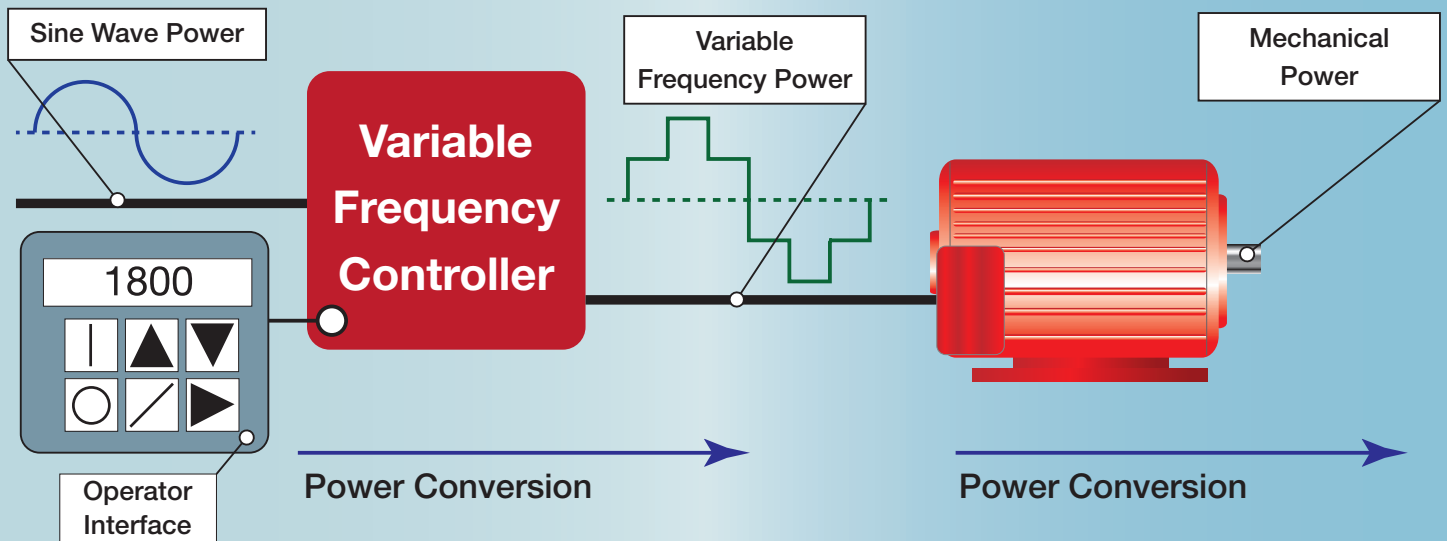 Sine Wave Power
Variable
Frequency
Controller
Variable
Frequency Power
Mechanical
Power
1800
Operator
Interface
Power Conversion
Power Conversion